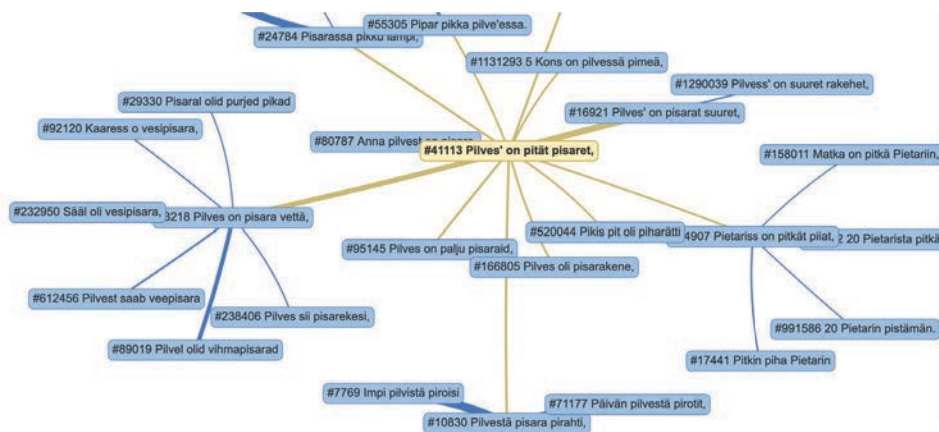 #55305 Pipar pikka pilve'essa.
#24784 Pisarassa pikku lampi,
#1131293 5 Kons on pilvessä pimeä,
#1290039 Pilvess' on suuret rakehet,
#29330 Pisaral olid purjed pikad
#16921 Pilves' on pisarat suuret,
#92120 Kaaress o vesipisara,
#80787 Anna pilvest
#41113 Pilves' on pität pisaret,
#158011 Matka on pitkä Pietariin,
#232950 Sääl oli vesipisara,
3218 Pilves on pisara vettä,
#520044 Pikis pit oli pihärätti
4907 Pietariss on pitkät piiat,
2 20 Pietarista pitkä
#95145 Pilves on palju pisaraid,
#166805 Pilves oli pisarakene,
#612456 Pilvest saab veepisara
#238406 Pilves sii pisarekesi,
#991586 20 Pietarin pistämän.
#89019 Pilvel olid vihmapisarad
#17441 Pitkin piha Pietarin
#7769 Impi pilvistä piroisi
#71177 Päivän pilvestä pirotit,
#10830 Pilvestä pisara pirahti,